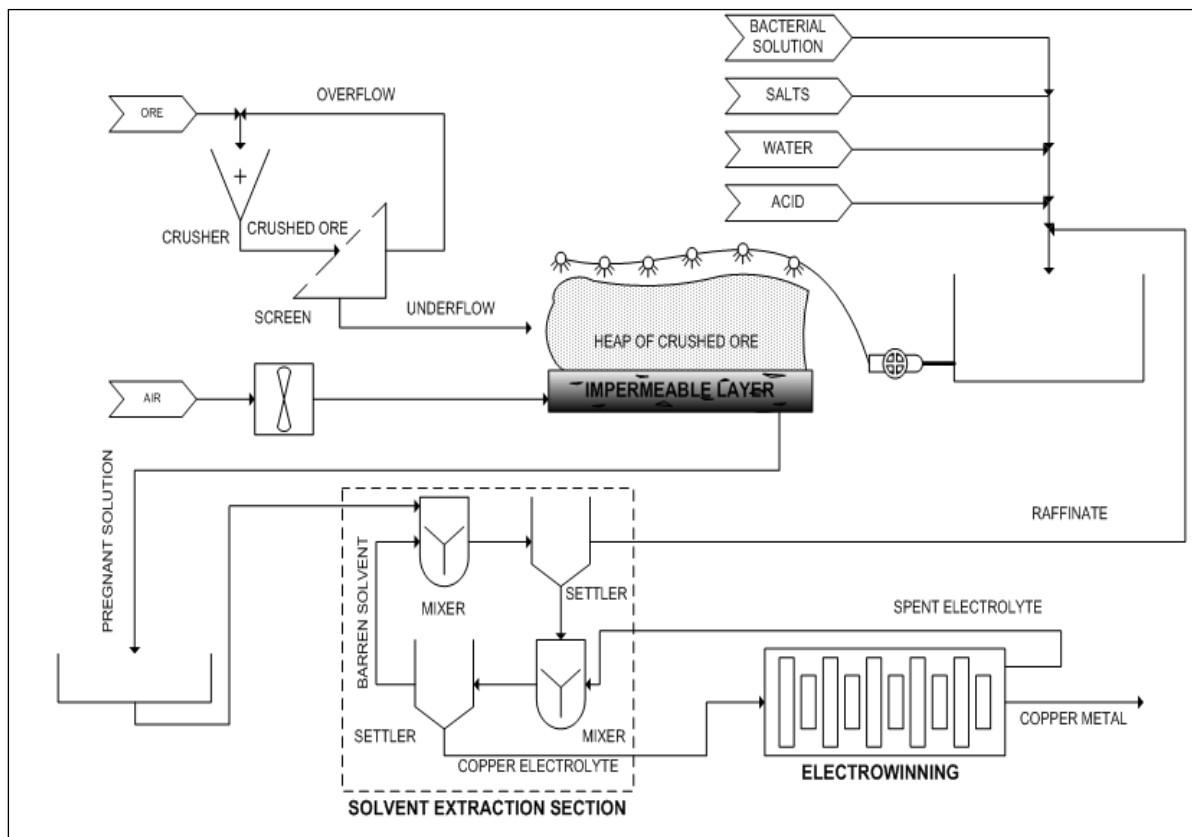 BACTERIAL
SOLUTION
OVERFLOW
SALTS
ORE
WATER
ACID
CRUSHED ORE
CRUSHER
UNDERFLOW
SCREEN
HEAP OF CRUSHED ORE
IMPERMEABLE LAYER
AIR
PREGNANT SOLUTION
RAFFINATE
BARREN SOLVENT
SETTLER
MIXER
SPENT ELECTROLYTE
COPPER METAL
SETTLER
MIXER
COPPER ELECTROLYTE
ELECTROWINNING
SOLVENT EXTRACTION SECTION